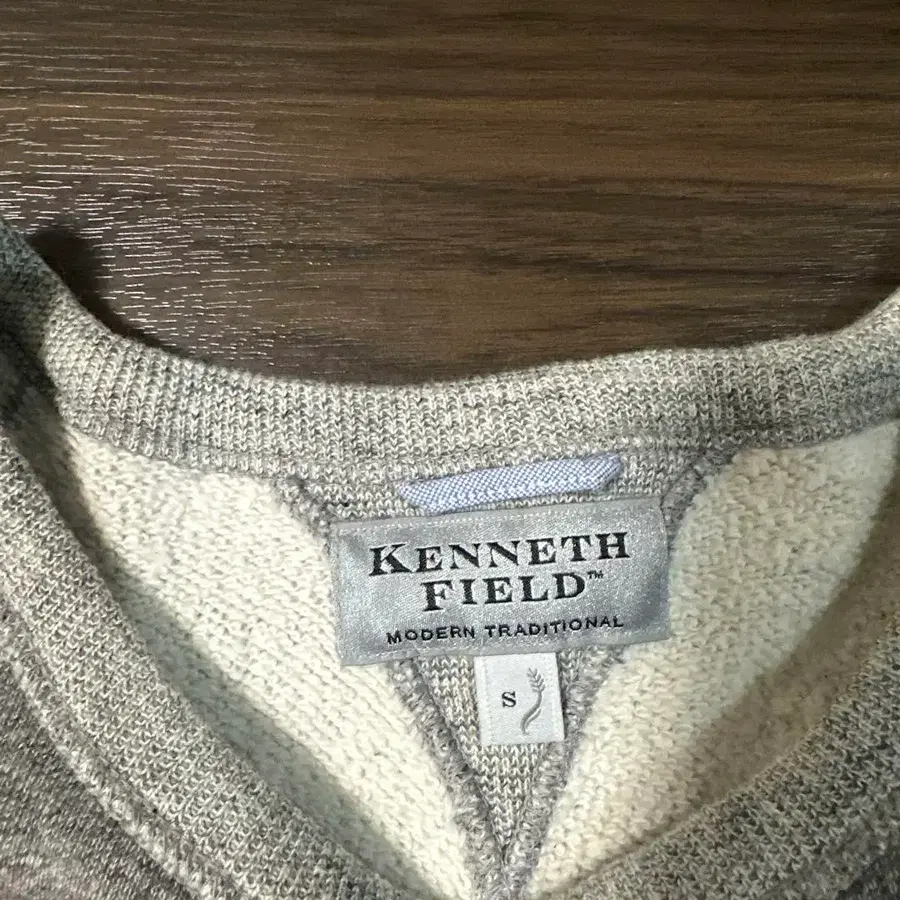 KENNETH
FIELD™
MODERN TRADITIONAL
S